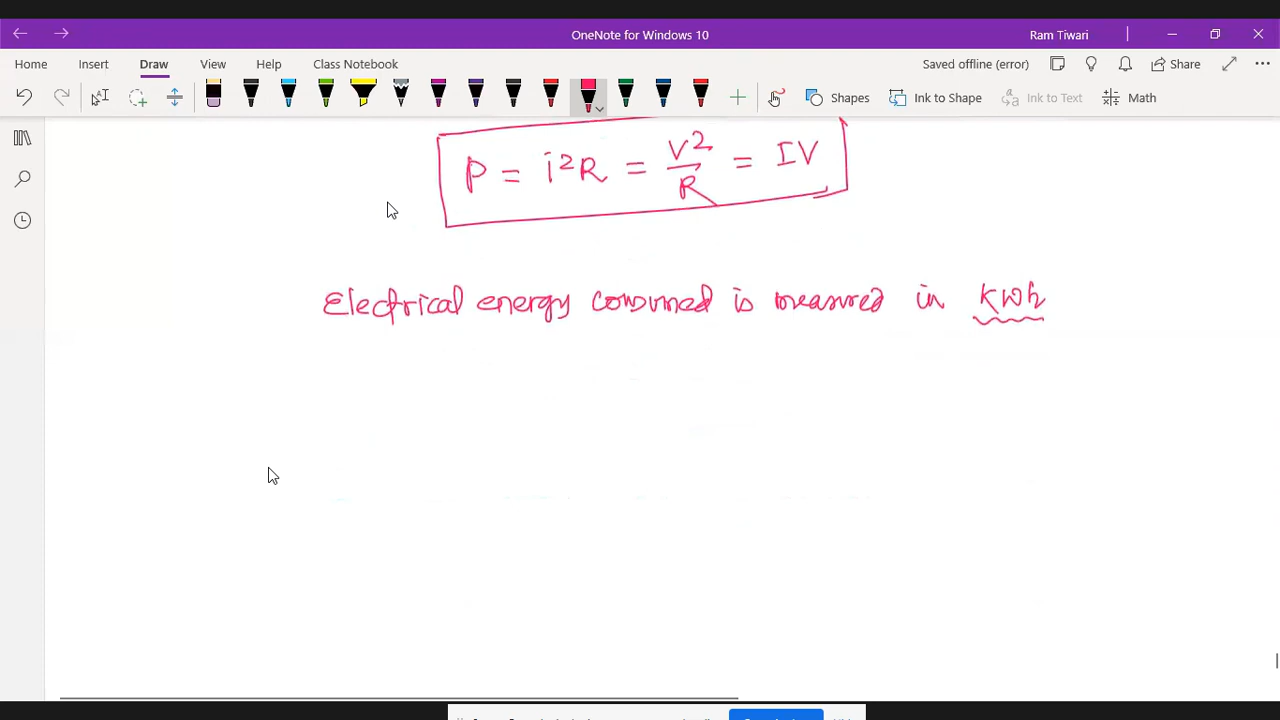 OneNote for Windows 10
Ram Tiwari
Home Insert Draw View Help Class Notebook
Saved offline (error) Share
Shapes Ink to Shape Ink to Text Math
P = i²R = V²/R = IV
Electrical energy consumed is measured in kWh